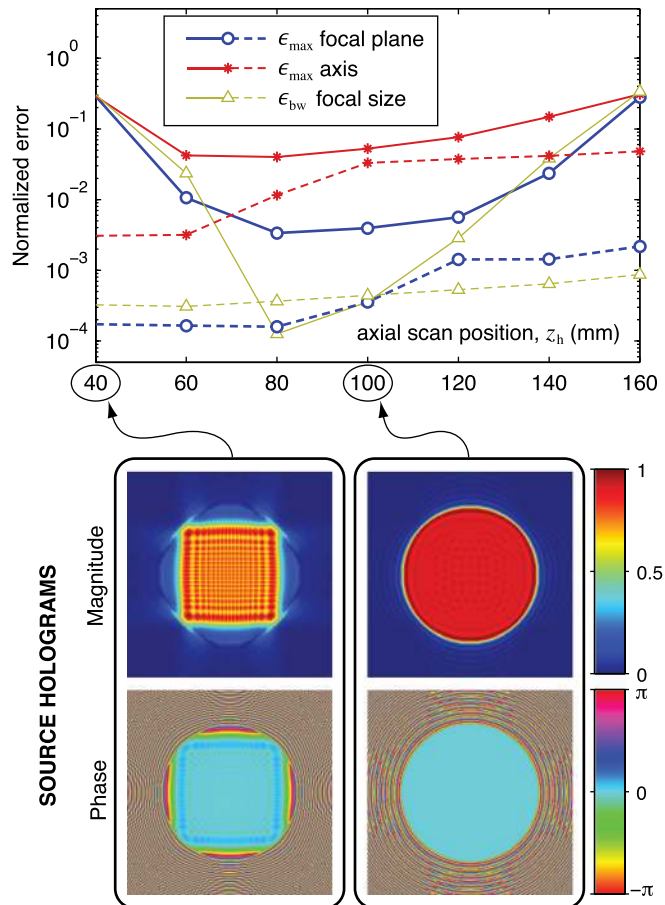 10⁰
10⁻¹
10⁻²
10⁻³
10⁻⁴
Normalized error
ϵmax focal plane
ϵmax axis
ϵbw focal size
axial scan position, zh (mm)
40 60 80 100 120 140 160
SOURCE HOLOGRAMS
Magnitude
1
0.5
0
Phase
π
0
−π